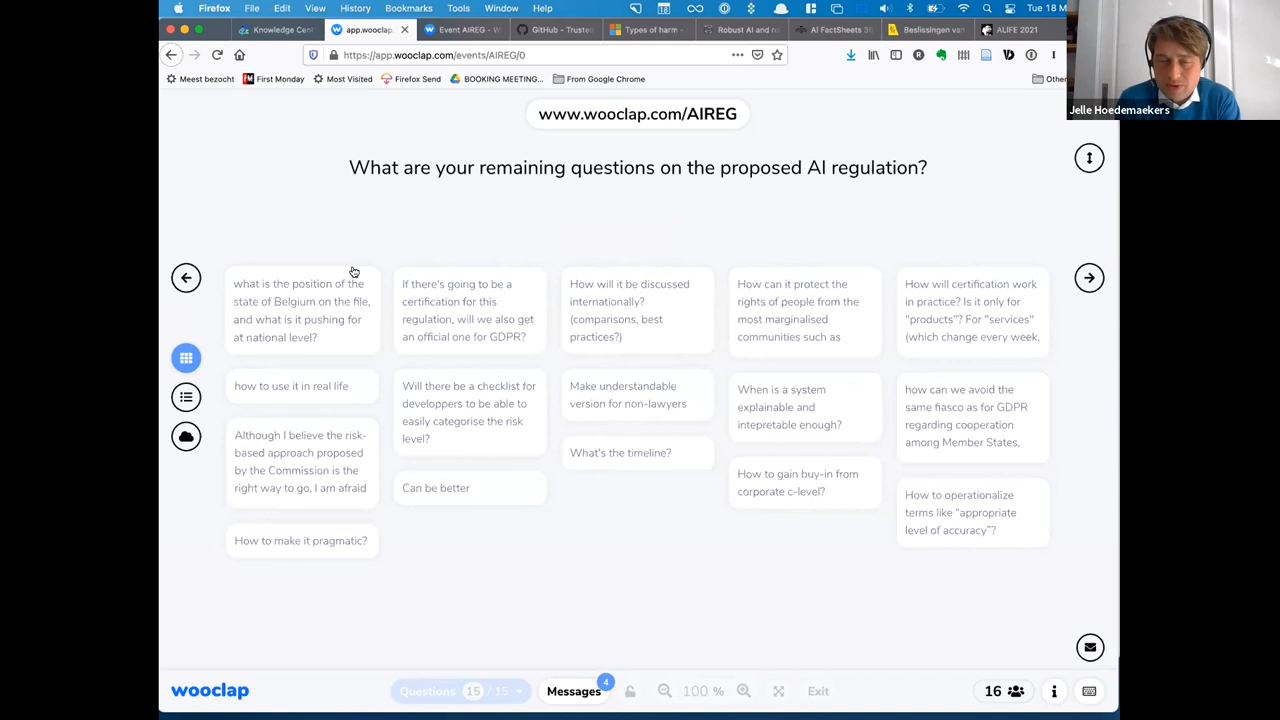 Firefox File Edit View History Bookmarks Tools Window Help
18
Tue 18 M
Knowledge Cen
app.wooclap.
Event AIREG – W
GitHub - Trusted
Types of harm -
Robust AI and
AI FactSheets 36
Beslissingen van
ALIFE 2021
https://app.wooclap.com/events/AIREG/0
Meest bezocht
First Monday
Most Visited
Firefox Send
BOOKING MEETING...
From Google Chrome
Other
Jelle Hoedemaekers
www.wooclap.com/AIREG
What are your remaining questions on the proposed AI regulation?
what is the position of the
state of Belgium on the file,
and what is it pushing for
at national level?
how to use it in real life
Although I believe the risk-
based approach proposed
by the Commission is the
right way to go, I am afraid
How to make it pragmatic?
If there's going to be a
certification for this
regulation, will we also get
an official one for GDPR?
Will there be a checklist for
developpers to be able to
easily categorise the risk
level?
Can be better
How will it be discussed
internationally?
(comparisons, best
practices?)
Make understandable
version for non-lawyers
What's the timeline?
How can it protect the
rights of people from the
most marginalised
communities such as
When is a system
explainable and
intepretable enough?
How to gain buy-in from
corporate c-level?
How will certification work
in practice? Is it only for
"products"? For "services"
(which change every week,
how can we avoid the
same fiasco as for GDPR
regarding cooperation
among Member States,
How to operationalize
terms like “appropriate
level of accuracy”?
wooclap
Questions 15 / 15
Messages 4
100 %
Exit
16